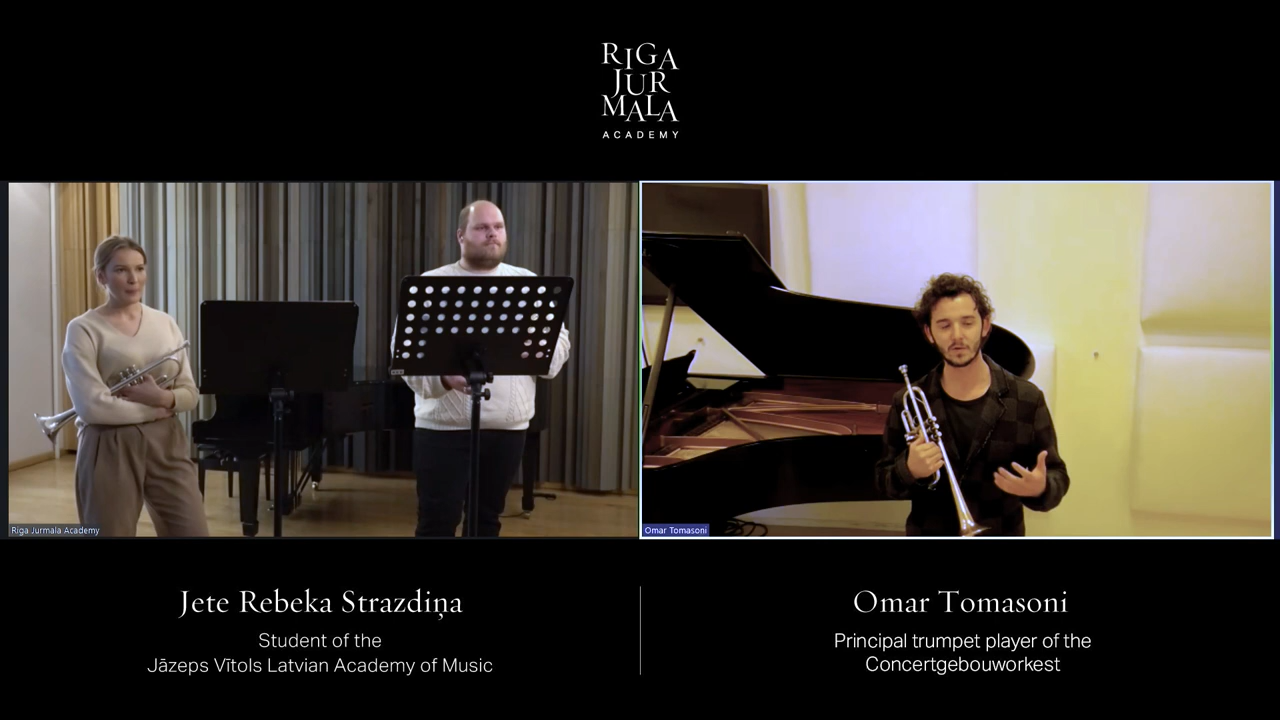 RIGA
JUR
MALA
ACADEMY
Riga Jurmala Academy
Omar Tomasoni
Jete Rebeka Strazdiņa
Student of the
Jāzeps Vītols Latvian Academy of Music
Omar Tomasoni
Principal trumpet player of the
Concertgebouworkest